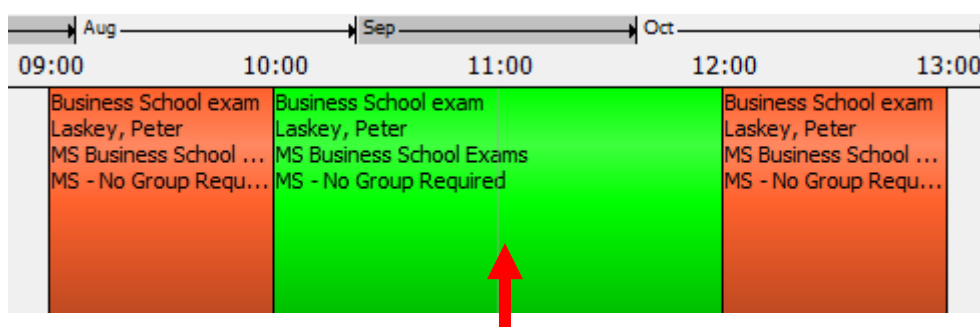 Aug Sep Oct
09:00 10:00 11:00 12:00 13:00
Business School exam
Laskey, Peter
MS Business School ...
MS - No Group Requ...
Business School exam
Laskey, Peter
MS Business School Exams
MS - No Group Required
Business School exam
Laskey, Peter
MS Business School ...
MS - No Group Requ...